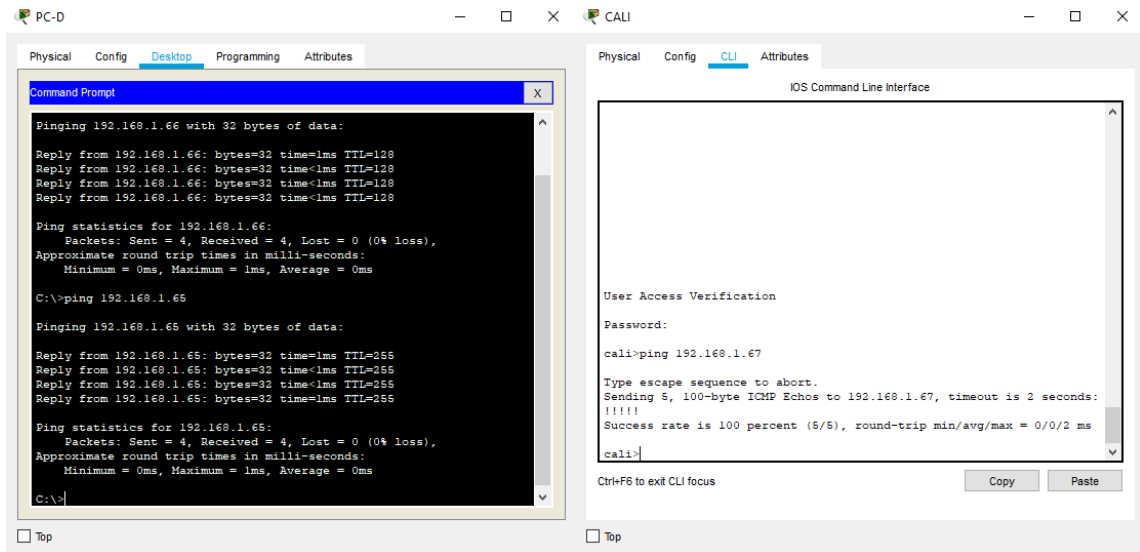 PC-D
Physical Config Desktop Programming Attributes
Command Prompt
X
Pinging 192.168.1.66 with 32 bytes of data:
Reply from 192.168.1.66: bytes=32 time=1ms TTL=128
Reply from 192.168.1.66: bytes=32 time<1ms TTL=128
Reply from 192.168.1.66: bytes=32 time<1ms TTL=128
Reply from 192.168.1.66: bytes=32 time<1ms TTL=128
Ping statistics for 192.168.1.66:
Packets: Sent = 4, Received = 4, Lost = 0 (0% loss),
Approximate round trip times in milli-seconds:
Minimum = 0ms, Maximum = 1ms, Average = 0ms
C:\>ping 192.168.1.65
Pinging 192.168.1.65 with 32 bytes of data:
Reply from 192.168.1.65: bytes=32 time=1ms TTL=255
Reply from 192.168.1.65: bytes=32 time<1ms TTL=255
Reply from 192.168.1.65: bytes=32 time<1ms TTL=255
Reply from 192.168.1.65: bytes=32 time=1ms TTL=255
Ping statistics for 192.168.1.65:
Packets: Sent = 4, Received = 4, Lost = 0 (0% loss),
Approximate round trip times in milli-seconds:
Minimum = 0ms, Maximum = 1ms, Average = 0ms
C:\>
Top
CALI
Physical Config CLI Attributes
IOS Command Line Interface
User Access Verification
Password:
cali>ping 192.168.1.67
Type escape sequence to abort.
Sending 5, 100-byte ICMP Echos to 192.168.1.67, timeout is 2 seconds:
!!!!!
Success rate is 100 percent (5/5), round-trip min/avg/max = 0/0/2 ms
cali>
Ctrl+F6 to exit CLI focus
Copy Paste
Top